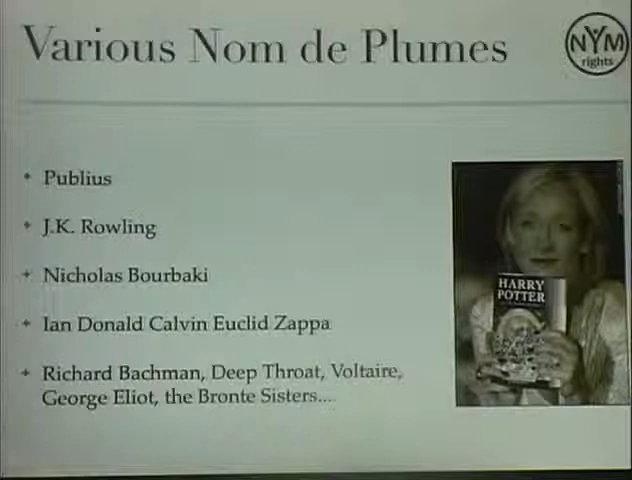 Various Nom de Plumes
NYM
rights
Publius
J.K. Rowling
Nicholas Bourbaki
Ian Donald Calvin Euclid Zappa
Richard Bachman, Deep Throat, Voltaire,
George Eliot, the Bronte Sisters....
HARRY
POTTER